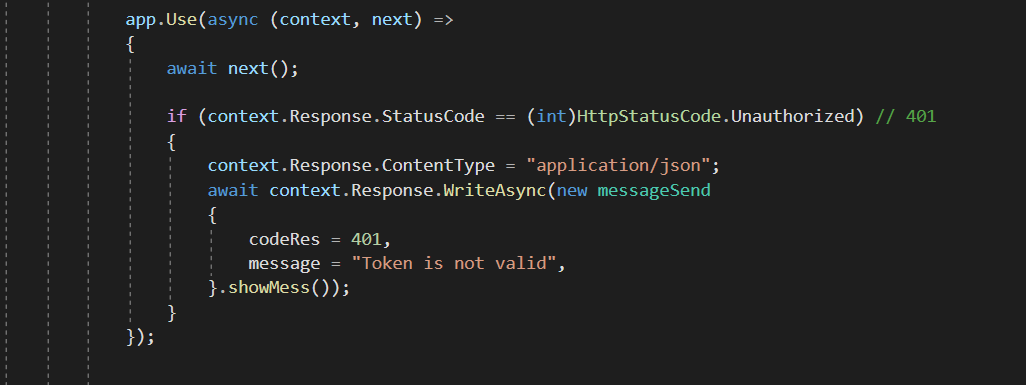 app.Use(async (context, next) =>
{
await next();
if (context.Response.StatusCode == (int)HttpStatusCode.Unauthorized) // 401
{
context.Response.ContentType = "application/json";
await context.Response.WriteAsync(new messageSend
{
codeRes = 401,
message = "Token is not valid",
}.showMess());
}
});